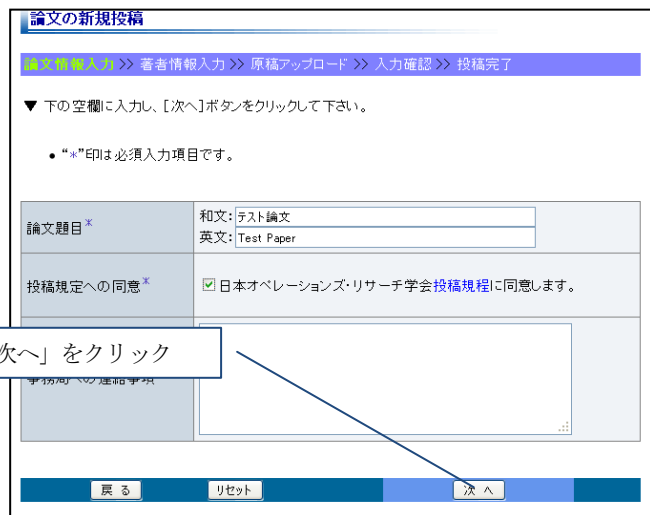 論文の新規投稿
論文情報入力 >> 著者情報入力 >> 原稿アップロード >> 入力確認 >> 投稿完了
▼ 下の空欄に入力し、[次へ]ボタンをクリックして下さい。
• “*”印は必須入力項目です。
論文題目*
和文: テスト論文
英文: Test Paper
投稿規定への同意*
日本オペレーションズ・リサーチ学会投稿規程に同意します。
次へ」をクリック
事務局への連絡事項
戻る
リセット
次へ